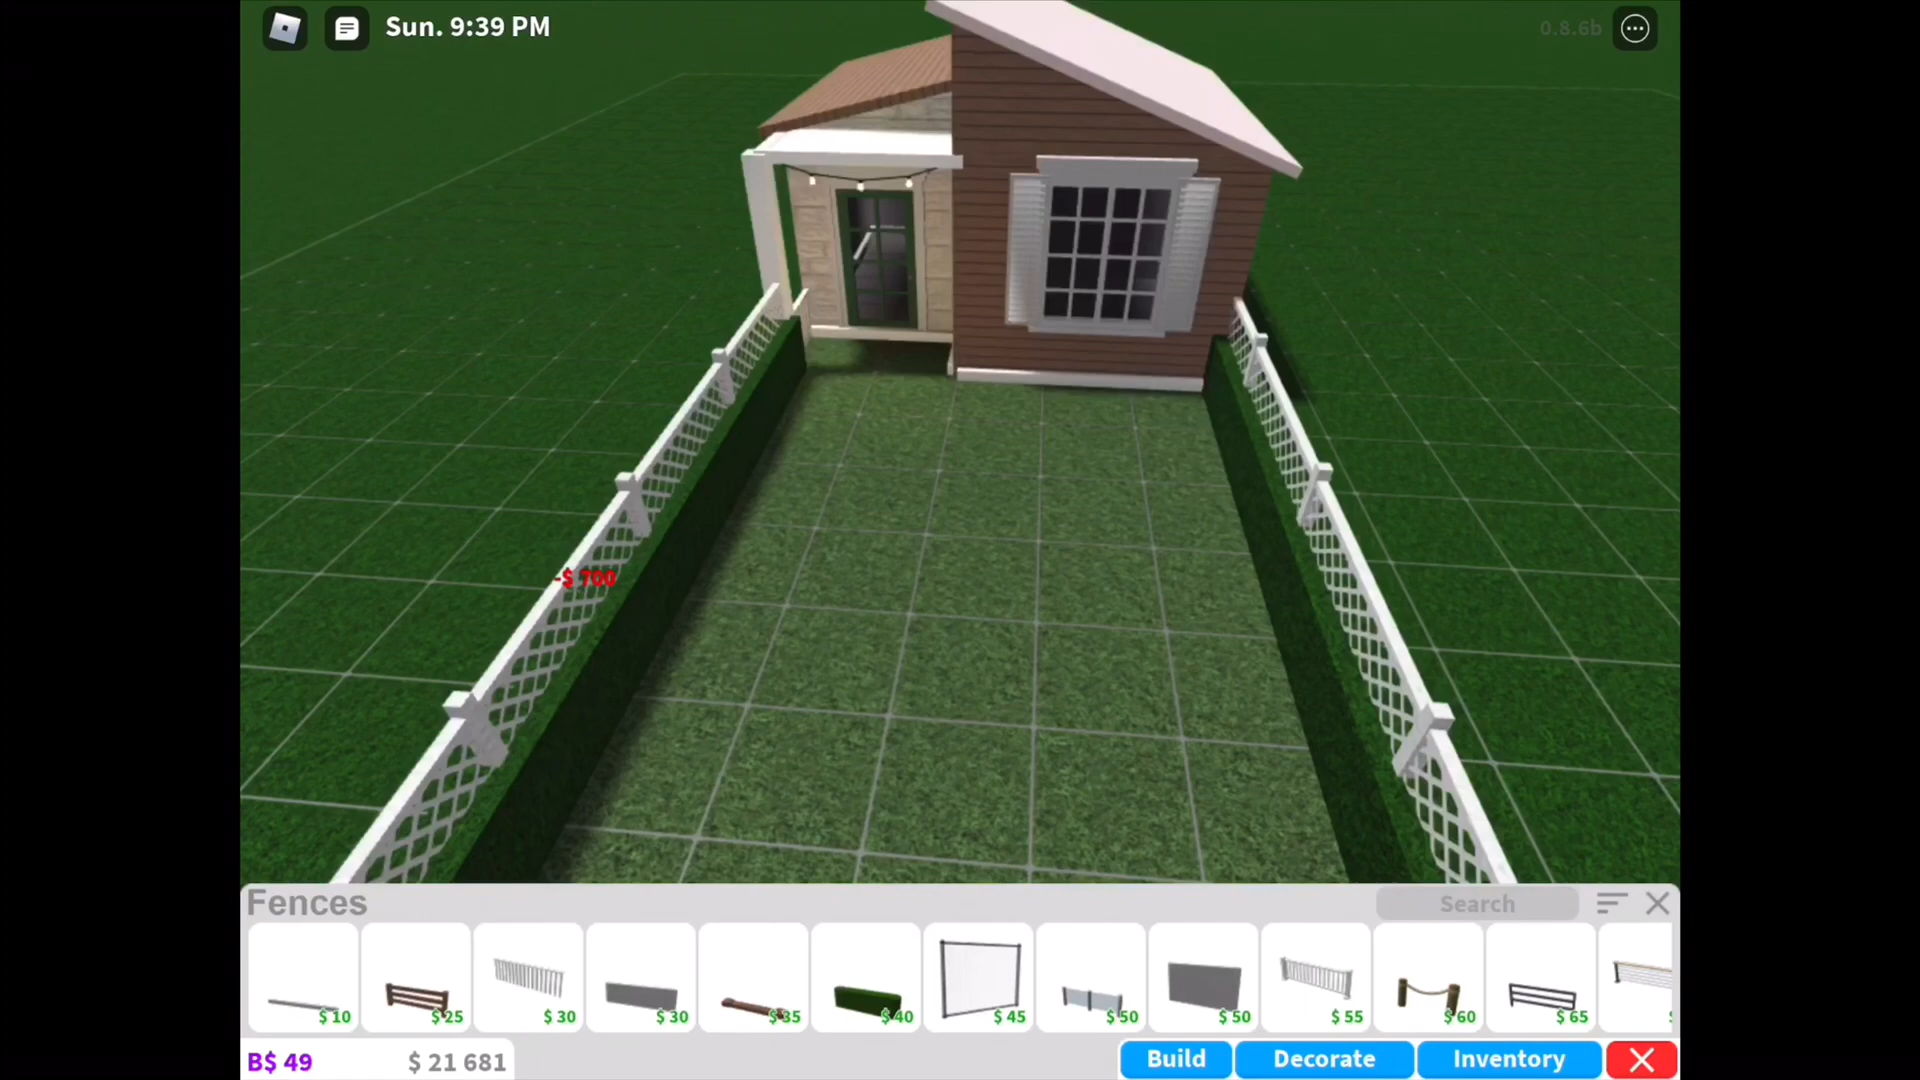 Sun. 9:39 PM
0.8.6b
-$ 700
Fences
Search
$ 10
$ 25
$ 30
$ 30
$ 35
$ 40
$ 45
$ 50
$ 50
$ 55
$ 60
$ 65
B$ 49
$ 21 681
Build
Decorate
Inventory